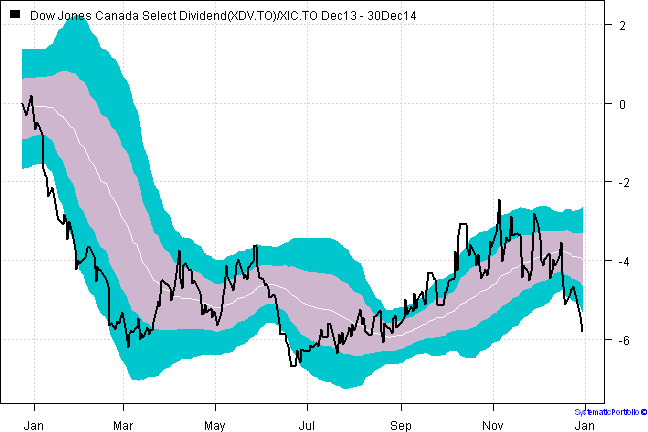 Dow Jones Canada Select Dividend(XDV.TO)/XIC.TO Dec13 - 30Dec14
2
0
-2
-4
-6
Jan Mar May Jul Sep Nov Jan
SystematicPortfolio ©